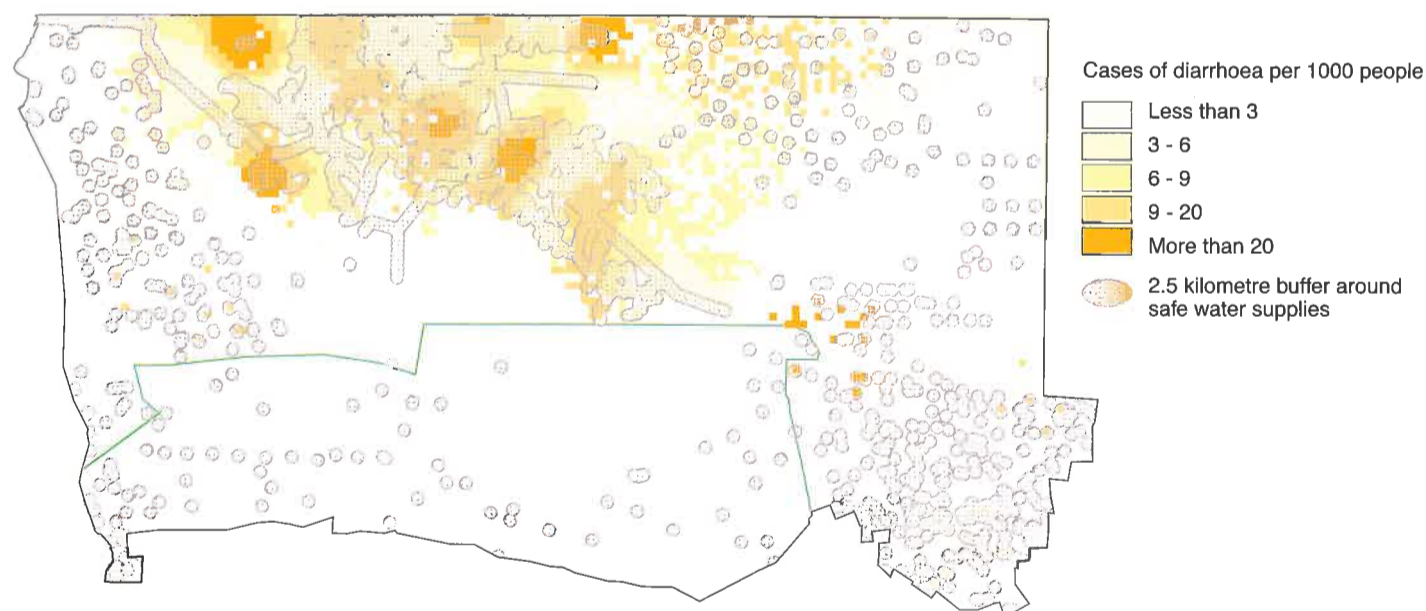 Cases of diarrhoea per 1000 people
Less than 3
3 - 6
6 - 9
9 - 20
More than 20
2.5 kilometre buffer around
safe water supplies